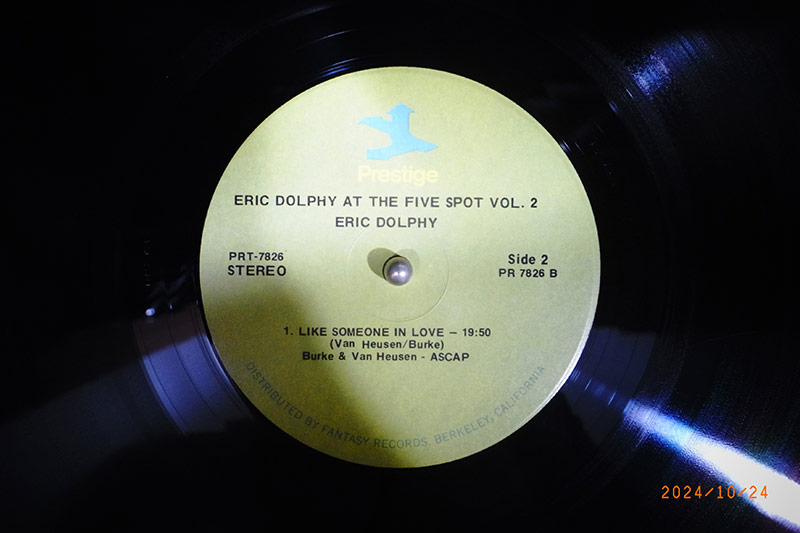 Prestige
ERIC DOLPHY AT THE FIVE SPOT VOL. 2
ERIC DOLPHY
PRT-7826
STEREO
Side 2
PR 7826 B
1. LIKE SOMEONE IN LOVE — 19:50
(Van Heusen/Burke)
Burke & Van Heusen - ASCAP
DISTRIBUTED BY FANTASY RECORDS, BERKELEY, CALIFORNIA
2024/10/24